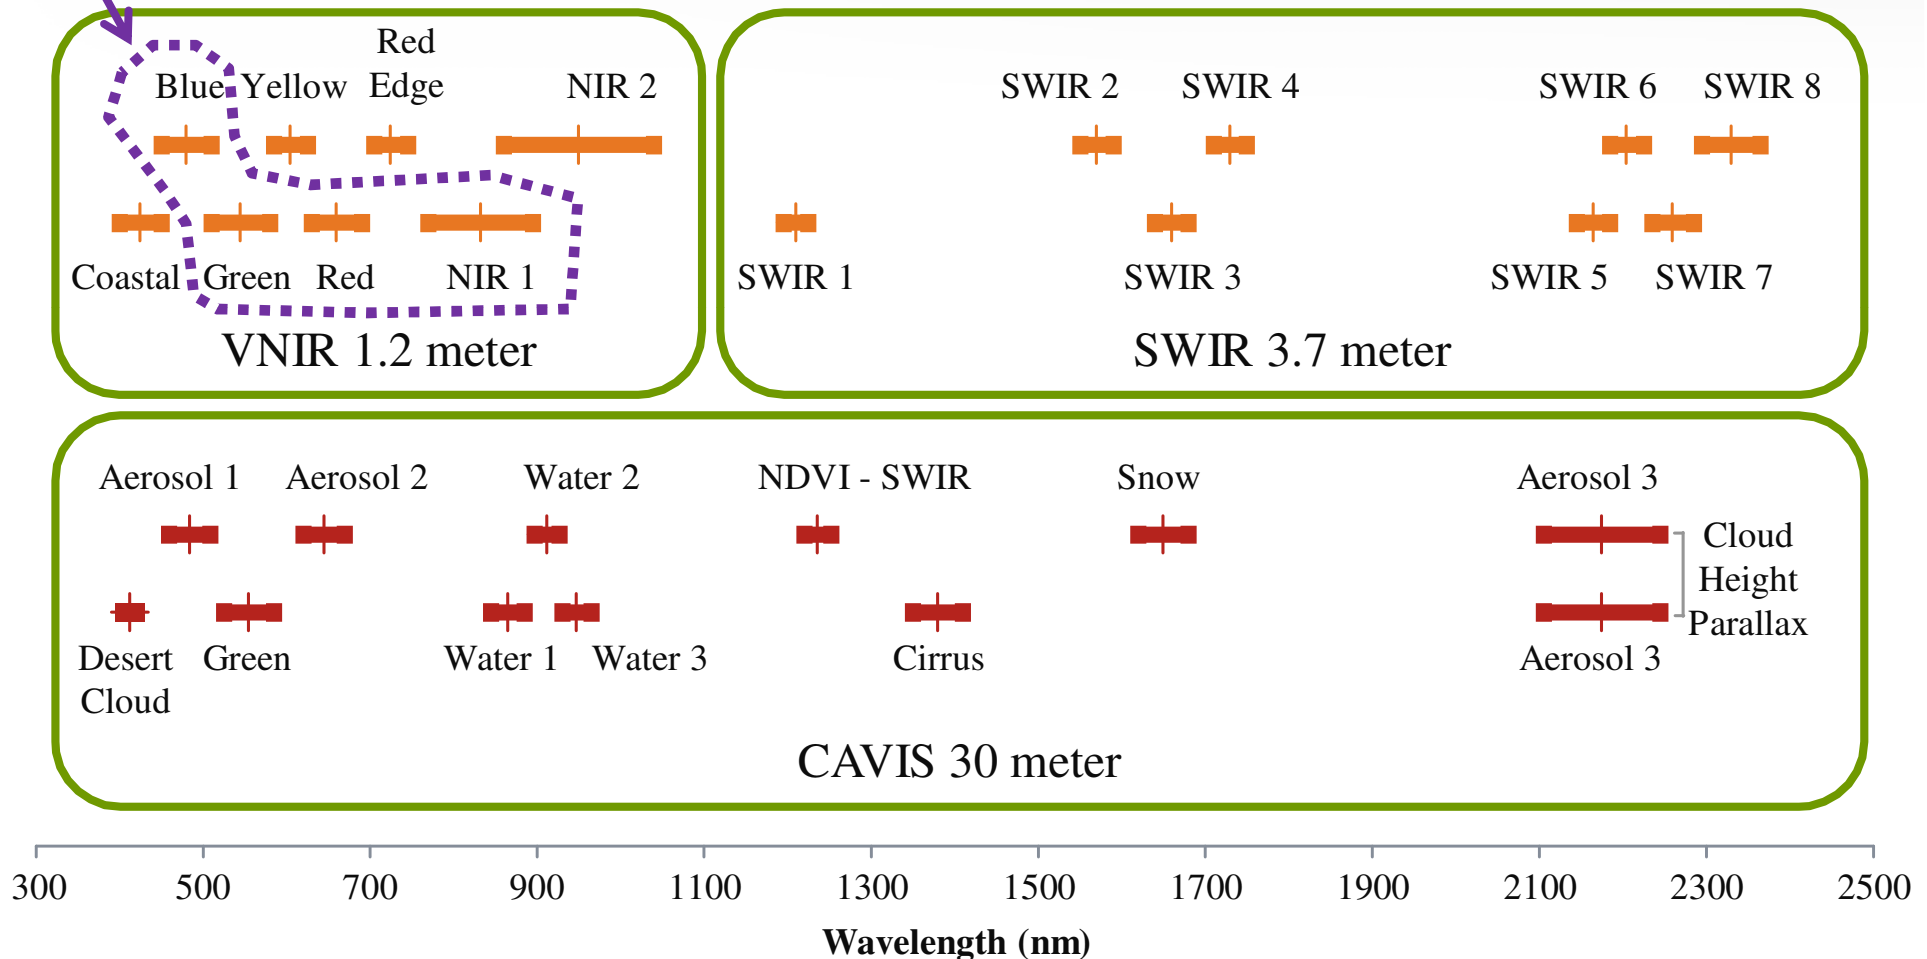 Red
Edge
Blue Yellow NIR 2
Coastal Green Red NIR 1
VNIR 1.2 meter
SWIR 2 SWIR 4 SWIR 6 SWIR 8
SWIR 1 SWIR 3 SWIR 5 SWIR 7
SWIR 3.7 meter
Aerosol 1 Aerosol 2 Water 2 NDVI - SWIR Snow Aerosol 3
Cloud
Height
Parallax
Desert
Cloud
Green Water 1 Water 3 Cirrus Aerosol 3
CAVIS 30 meter
300 500 700 900 1100 1300 1500 1700 1900 2100 2300 2500
Wavelength (nm)